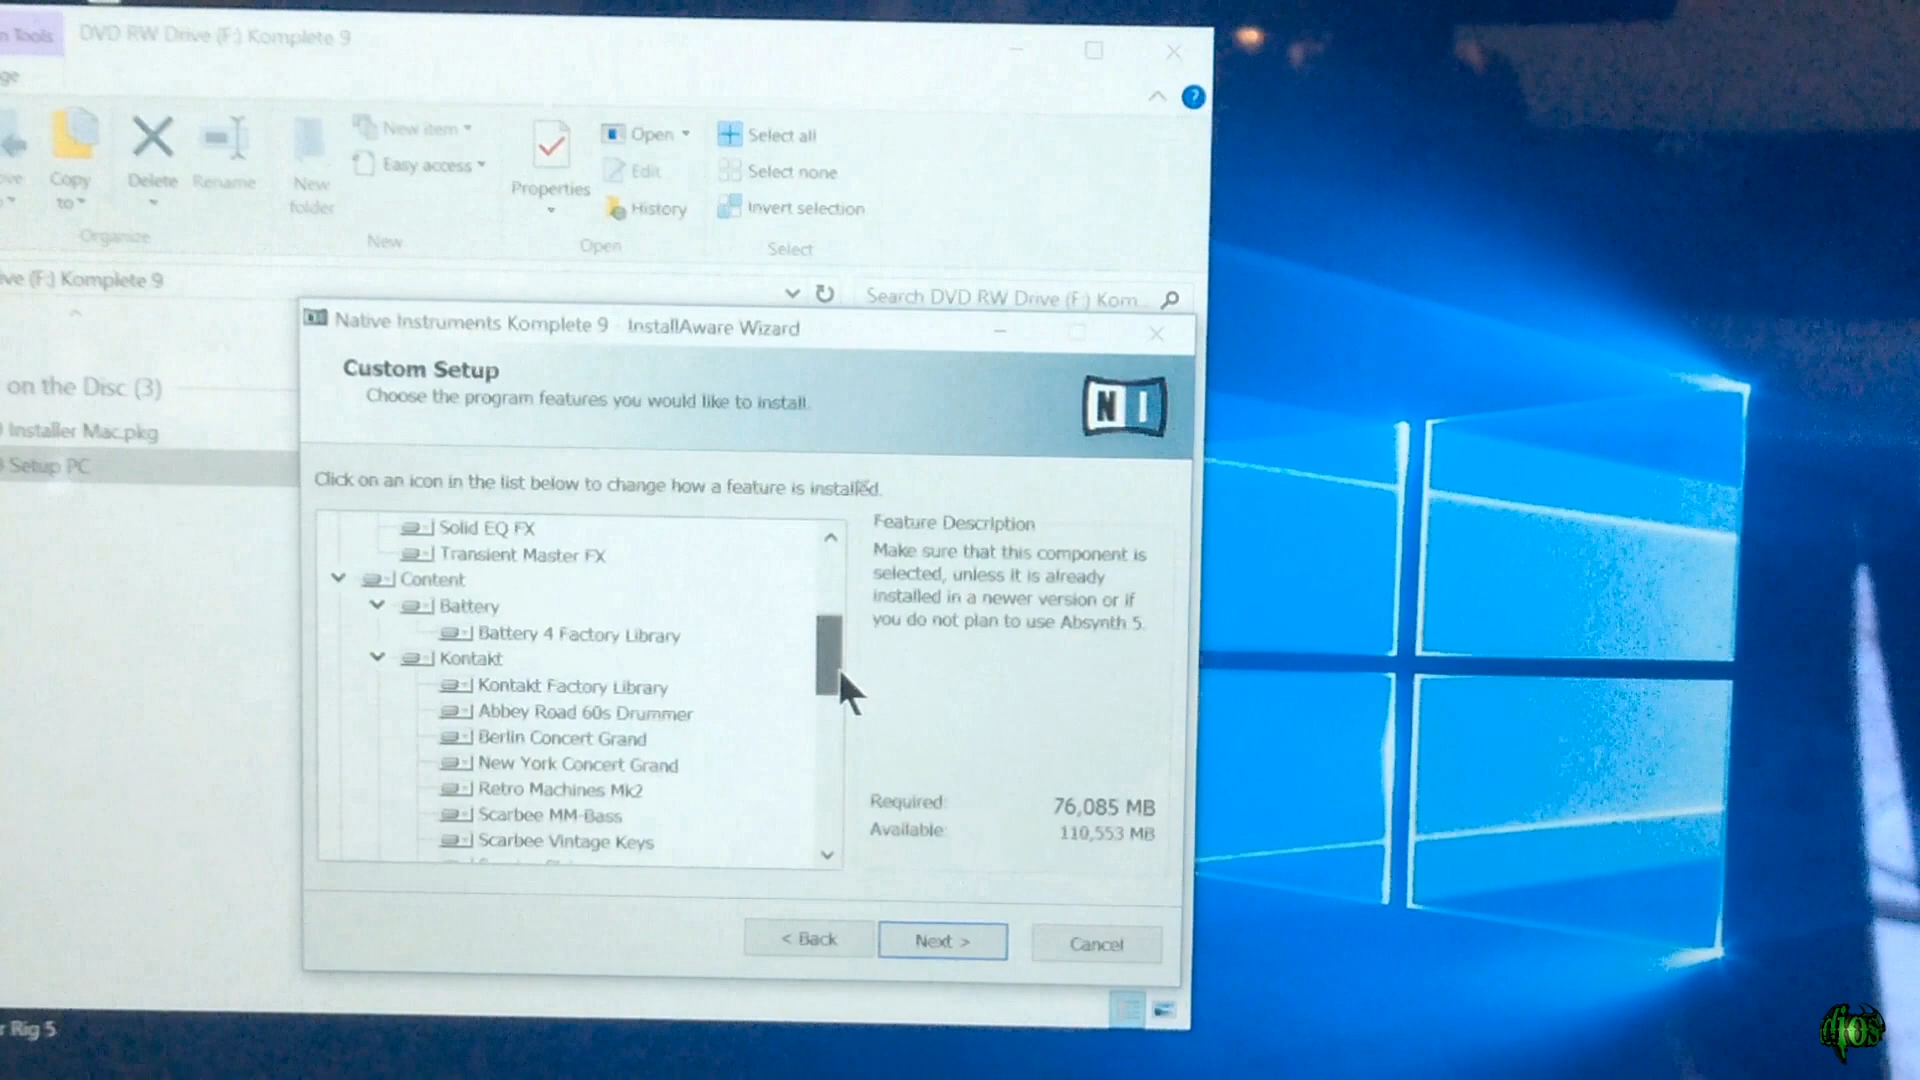 Tools
DVD RW Drive (F:) Komplete 9
ge
Copy to
Delete
Rename
New folder
New item
Easy access
Properties
Open
Edit
History
Select all
Select none
Invert selection
Organize
New
Open
Select
ive (F:) Komplete 9
Search DVD RW Drive (F:) Kom...
on the Disc (3)
Installer Mac.pkg
Setup PC
Native Instruments Komplete 9 - InstallAware Wizard
Custom Setup
Choose the program features you would like to install.
N I
Click on an icon in the list below to change how a feature is installed.
Solid EQ FX
Transient Master FX
Content
Battery
Battery 4 Factory Library
Kontakt
Kontakt Factory Library
Abbey Road 60s Drummer
Berlin Concert Grand
New York Concert Grand
Retro Machines Mk2
Scarbee MM-Bass
Scarbee Vintage Keys
Feature Description
Make sure that this component is
selected, unless it is already
installed in a newer version or if
you do not plan to use Absynth 5.
Required: 76,085 MB
Available: 110,553 MB
< Back
Next >
Cancel
r Rig 5
djos